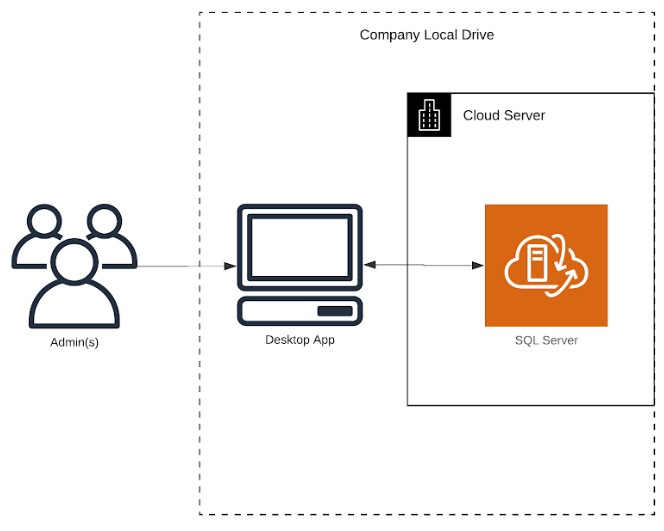 Company Local Drive
Cloud Server
Admin(s)
Desktop App
SQL Server